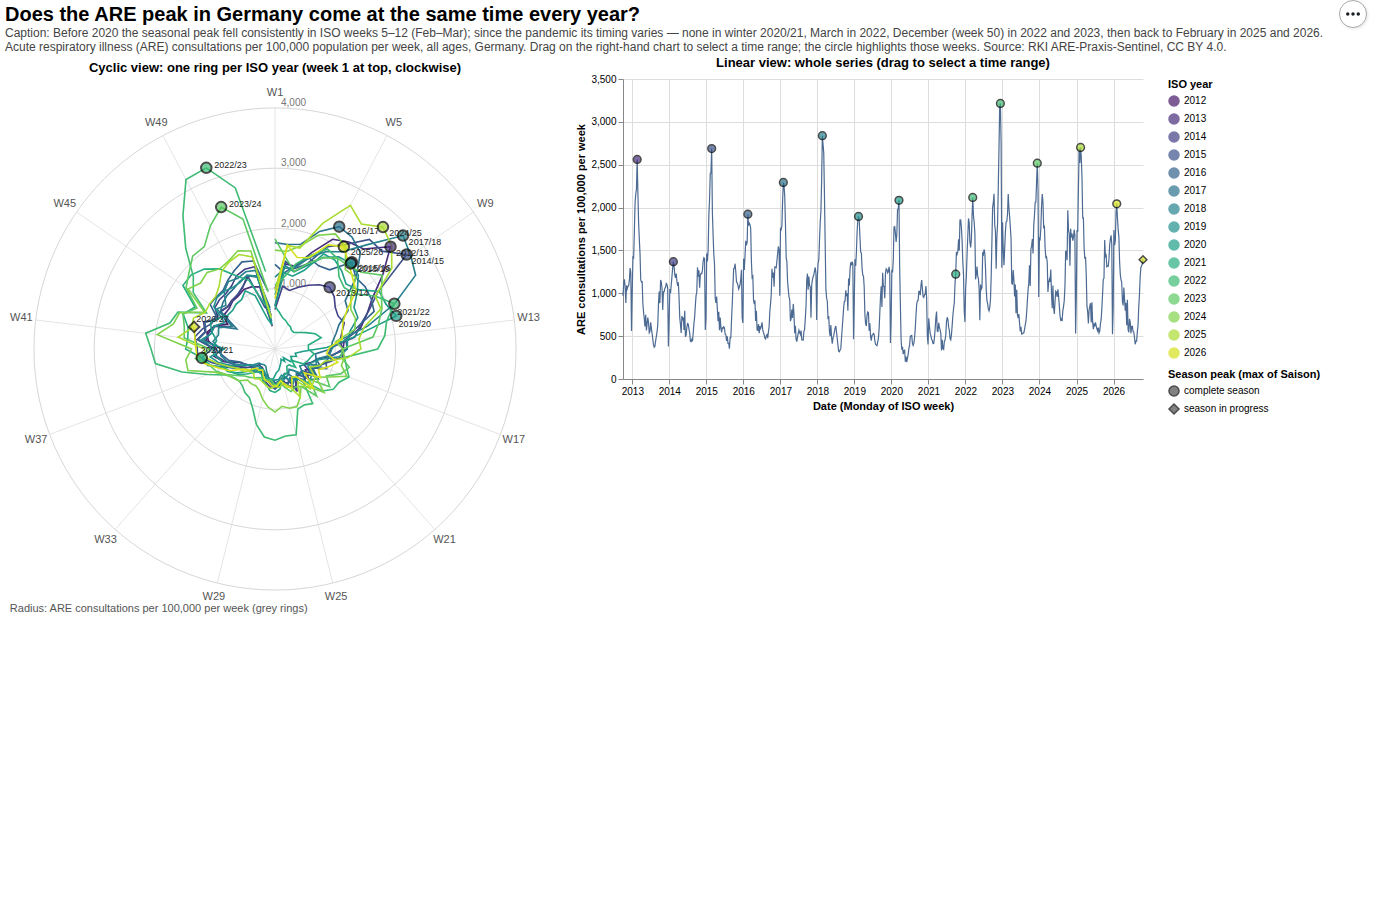 Does the ARE peak in Germany come at the same time every year?
Caption: Before 2020 the seasonal peak fell consistently in ISO weeks 5–12 (Feb–Mar); since the pandemic its timing varies — none in winter 2020/21, March in 2022, December (week 50) in 2022 and 2023, then back to February in 2025 and 2026.
Acute respiratory illness (ARE) consultations per 100,000 population per week, all ages, Germany. Drag on the right-hand chart to select a time range; the circle highlights those weeks. Source: RKI ARE-Praxis-Sentinel, CC BY 4.0.
Cyclic view: one ring per ISO year (week 1 at top, clockwise)
W1
4,000
W49
W5
3,000
2022/23
W45
2023/24
W9
2,000
2016/17
2024/25
2017/18
2025/26
2012/13
2014/15
1,000
2013/14
W41
2021/22
W13
2019/20
2020/21
W37
W17
W33
W21
W29
W25
Radius: ARE consultations per 100,000 per week (grey rings)
Linear view: whole series (drag to select a time range)
ARE consultations per 100,000 per week
3,500
3,000
2,500
2,000
1,500
1,000
500
0
2013
2014
2015
2016
2017
2018
2019
2020
2021
2022
2023
2024
2025
2026
Date (Monday of ISO week)
ISO year
2012
2013
2014
2015
2016
2017
2018
2019
2020
2021
2022
2023
2024
2025
2026
Season peak (max of Saison)
complete season
season in progress